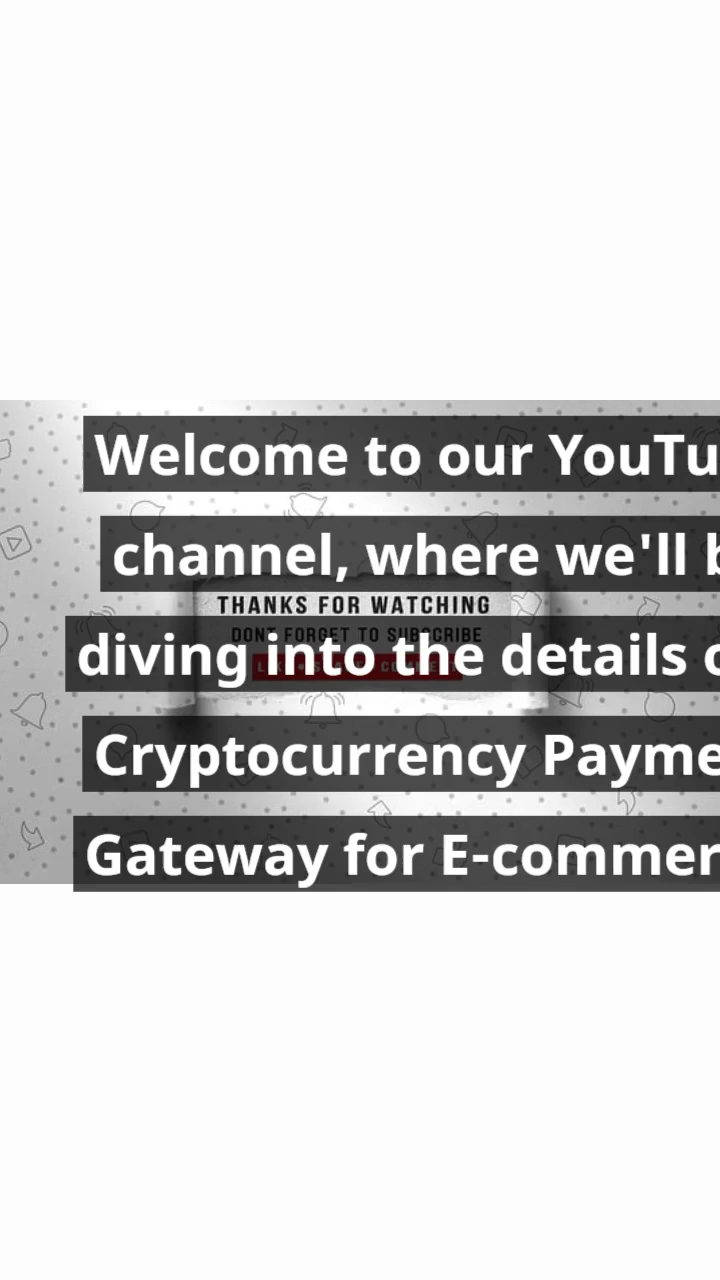 Welcome to our YouTu
channel, where we'll b
THANKS FOR WATCHING
DONT FORGET TO SUBSCRIBE
diving into the details
Cryptocurrency Payme
Gateway for E-commer